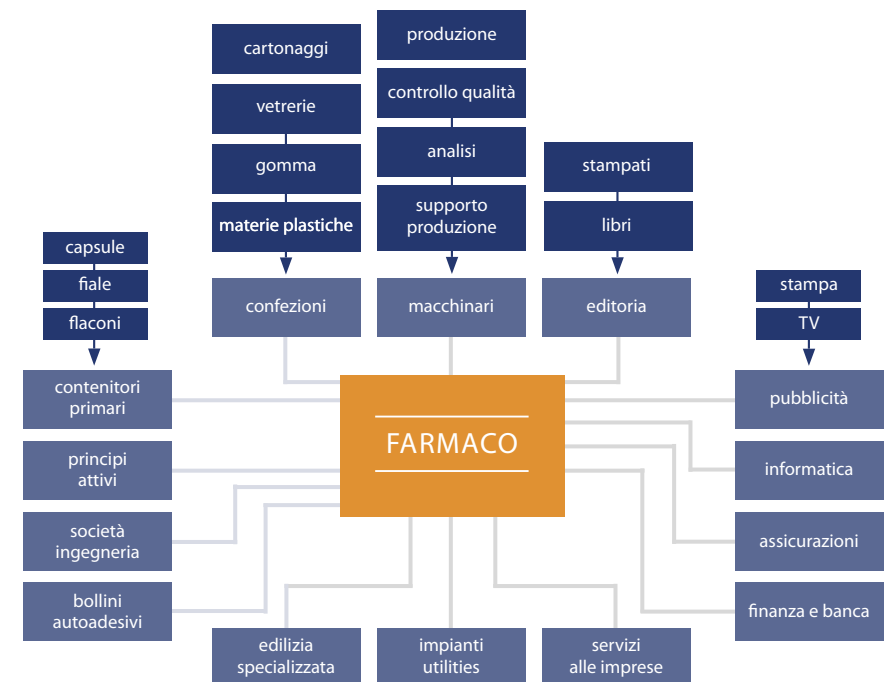 cartonaggi
vetrerie
gomma
materie plastiche
confezioni
produzione
controllo qualità
analisi
supporto
produzione
macchinari
stampati
libri
editoria
capsule
fiale
flaconi
contenitori
primari
principi
attivi
società
ingegneria
bollini
autoadesivi
FARMACO
stampa
TV
pubblicità
informatica
assicurazioni
finanza e banca
edilizia
specializzata
impianti
utilities
servizi
alle imprese